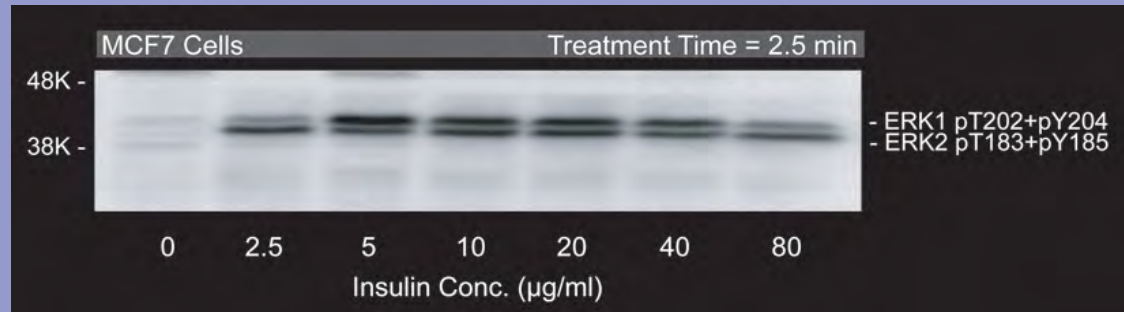 MCF7 Cells Treatment Time = 2.5 min
48K -
- ERK1 pT202+pY204
38K -
- ERK2 pT183+pY185
0 2.5 5 10 20 40 80
Insulin Conc. (µg/ml)